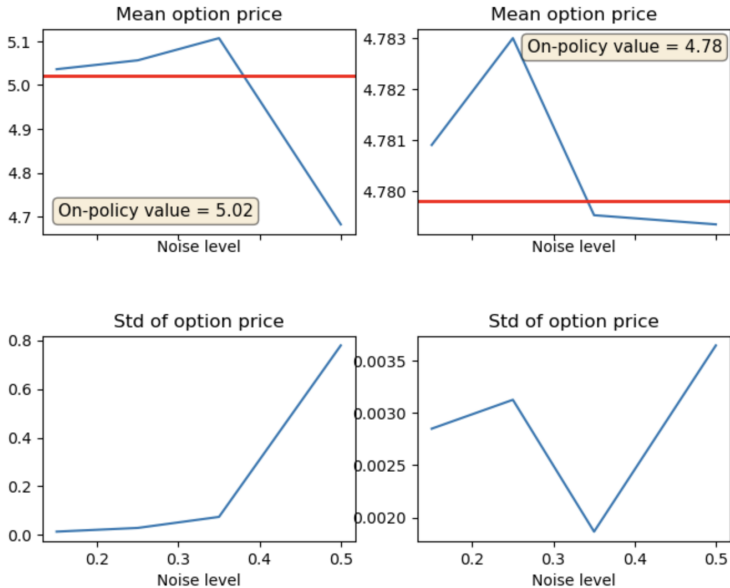 Mean option price
5.1
5.0
4.9
4.8
4.7
On-policy value = 5.02
Noise level
Mean option price
4.783
4.782
4.781
4.780
On-policy value = 4.78
Noise level
Std of option price
0.8
0.6
0.4
0.2
0.0
0.2 0.3 0.4 0.5
Noise level
Std of option price
0.0035
0.0030
0.0025
0.0020
0.2 0.3 0.4 0.5
Noise level